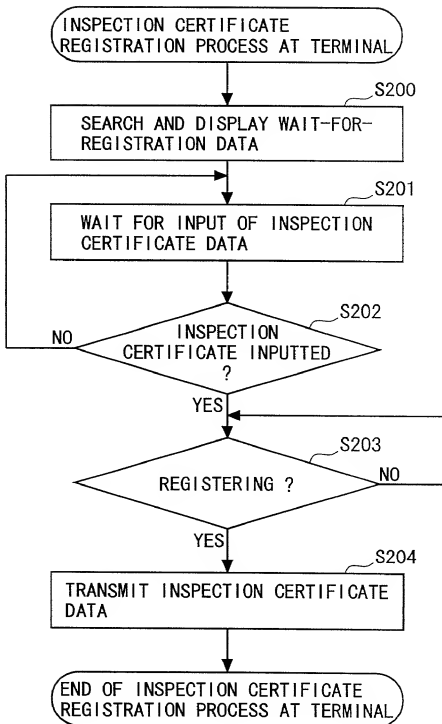 INSPECTION CERTIFICATE
REGISTRATION PROCESS AT TERMINAL
S200
SEARCH AND DISPLAY WAIT-FOR-
REGISTRATION DATA
S201
WAIT FOR INPUT OF INSPECTION
CERTIFICATE DATA
S202
NO
INSPECTION
CERTIFICATE INPUTTED
?
YES
S203
REGISTERING ?
NO
YES
S204
TRANSMIT INSPECTION CERTIFICATE
DATA
END OF INSPECTION CERTIFICATE
REGISTRATION PROCESS AT TERMINAL